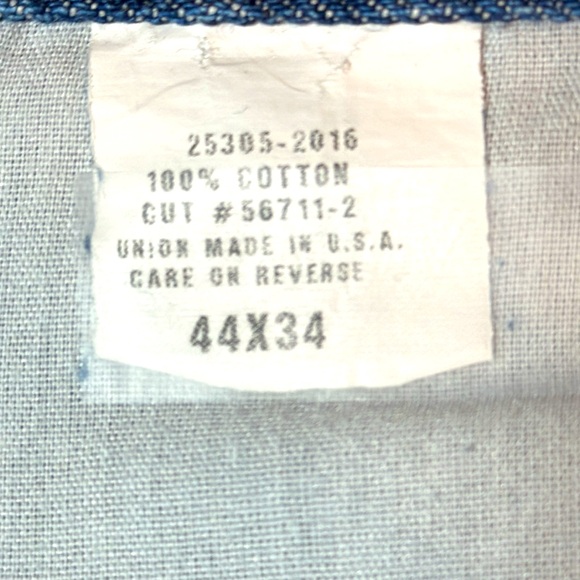 25305-2016
100% COTTON
CUT #56711-2
UNION MADE IN U.S.A.
CARE ON REVERSE
44X34